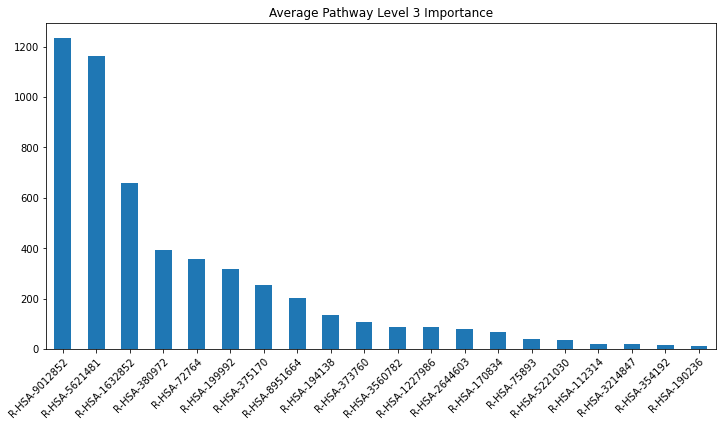 Average Pathway Level 3 Importance
1200
1000
800
600
400
200
0
R-HSA-9012852
R-HSA-5621481
R-HSA-1632852
R-HSA-380972
R-HSA-72764
R-HSA-199992
R-HSA-375170
R-HSA-8951664
R-HSA-194138
R-HSA-373760
R-HSA-3560782
R-HSA-1227986
R-HSA-2644603
R-HSA-170834
R-HSA-75893
R-HSA-5221030
R-HSA-112314
R-HSA-3214847
R-HSA-354192
R-HSA-190236